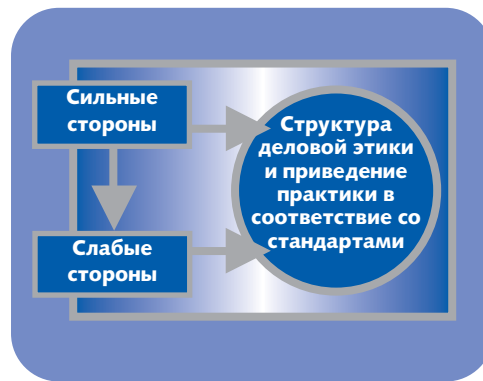 Сильные
стороны
Структура
деловой этики
и приведение
практики в
соответствие со
стандартами
Слабые
стороны